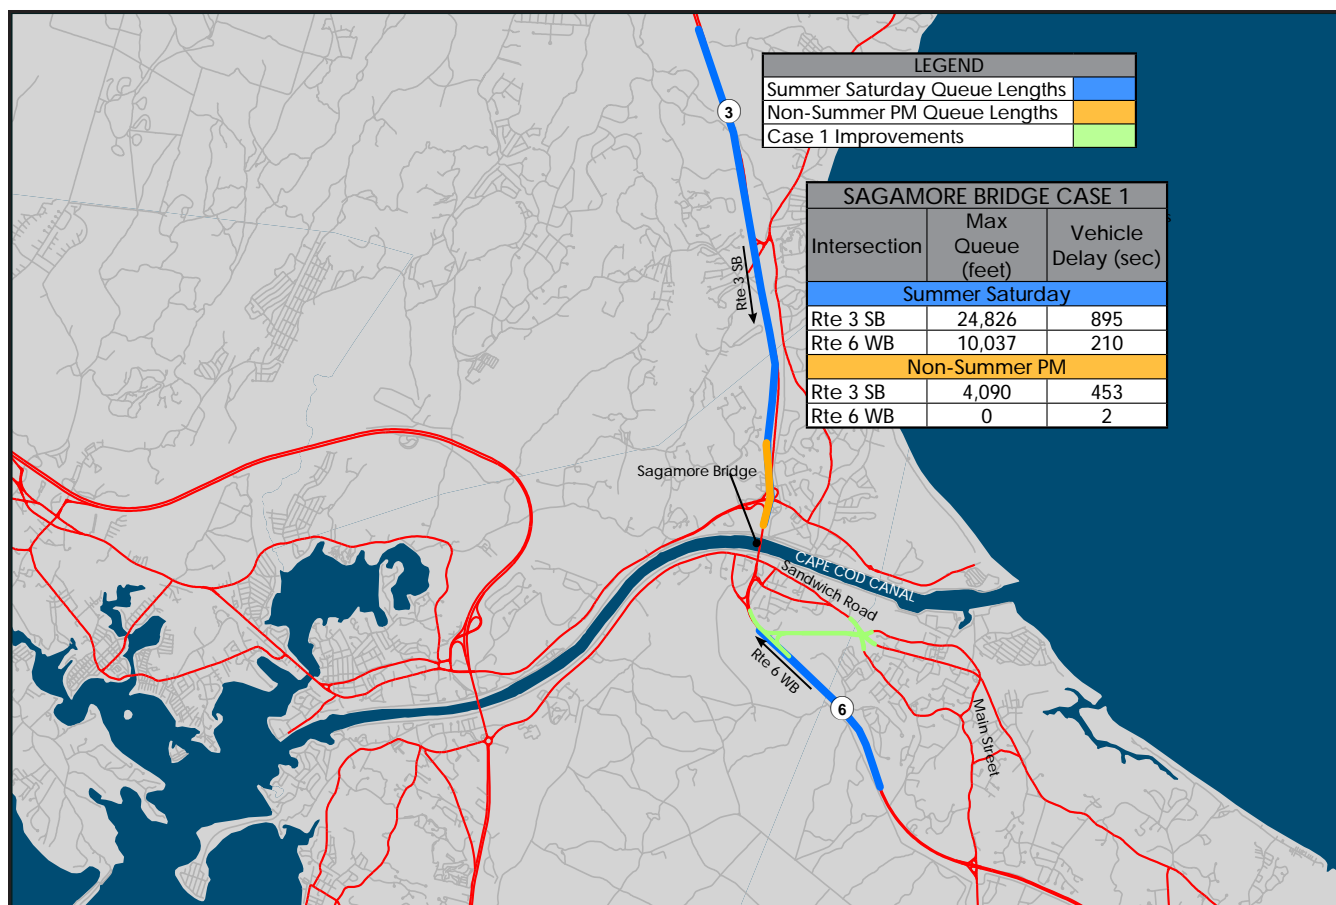 LEGEND
Summer Saturday Queue Lengths
Non-Summer PM Queue Lengths
Case 1 Improvements
3
SAGAMORE BRIDGE CASE 1
Intersection Max Queue (feet) Vehicle Delay (sec)
s
Summer Saturday
Rte 3 SB 24,826 895
Rte 6 WB 10,037 210
Non-Summer PM
Rte 3 SB 4,090 453
Rte 6 WB 0 2
Rte 3 SB
Sagamore Bridge
CAPE COD CANAL
Sandwich Road
Rte 6 WB
6
Main Street